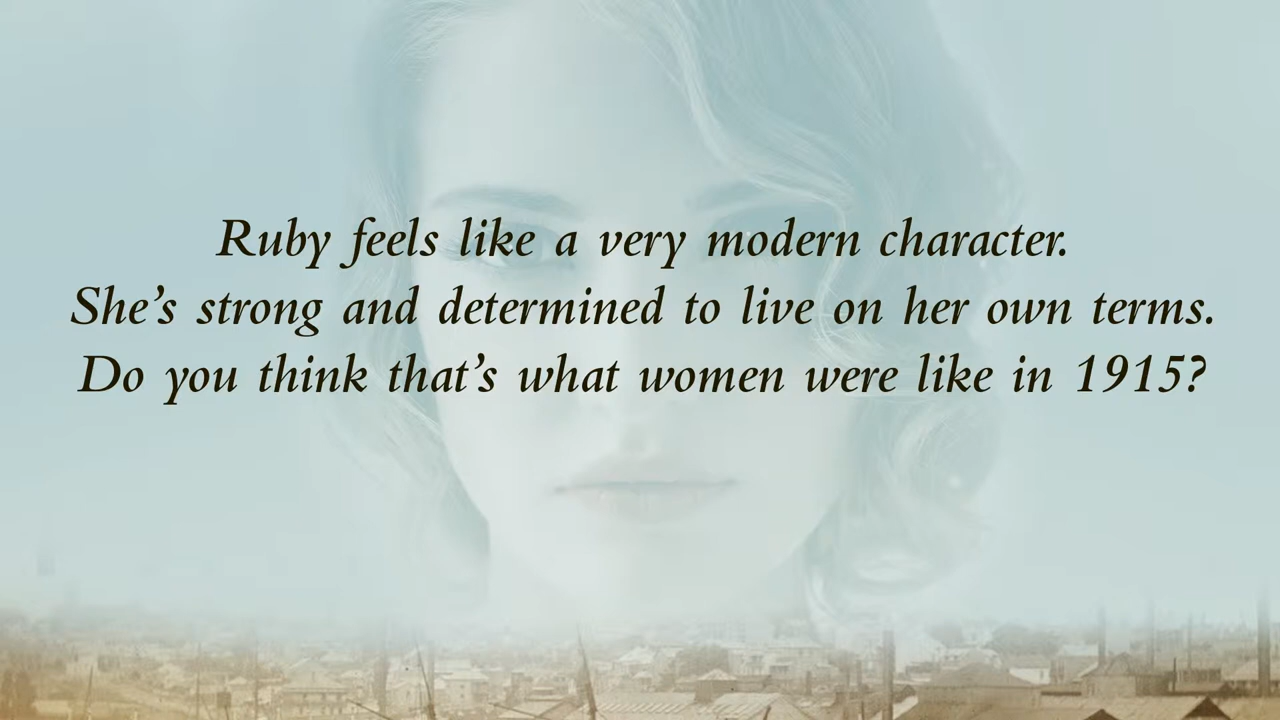 Ruby feels like a very modern character.
She’s strong and determined to live on her own terms.
Do you think that’s what women were like in 1915?